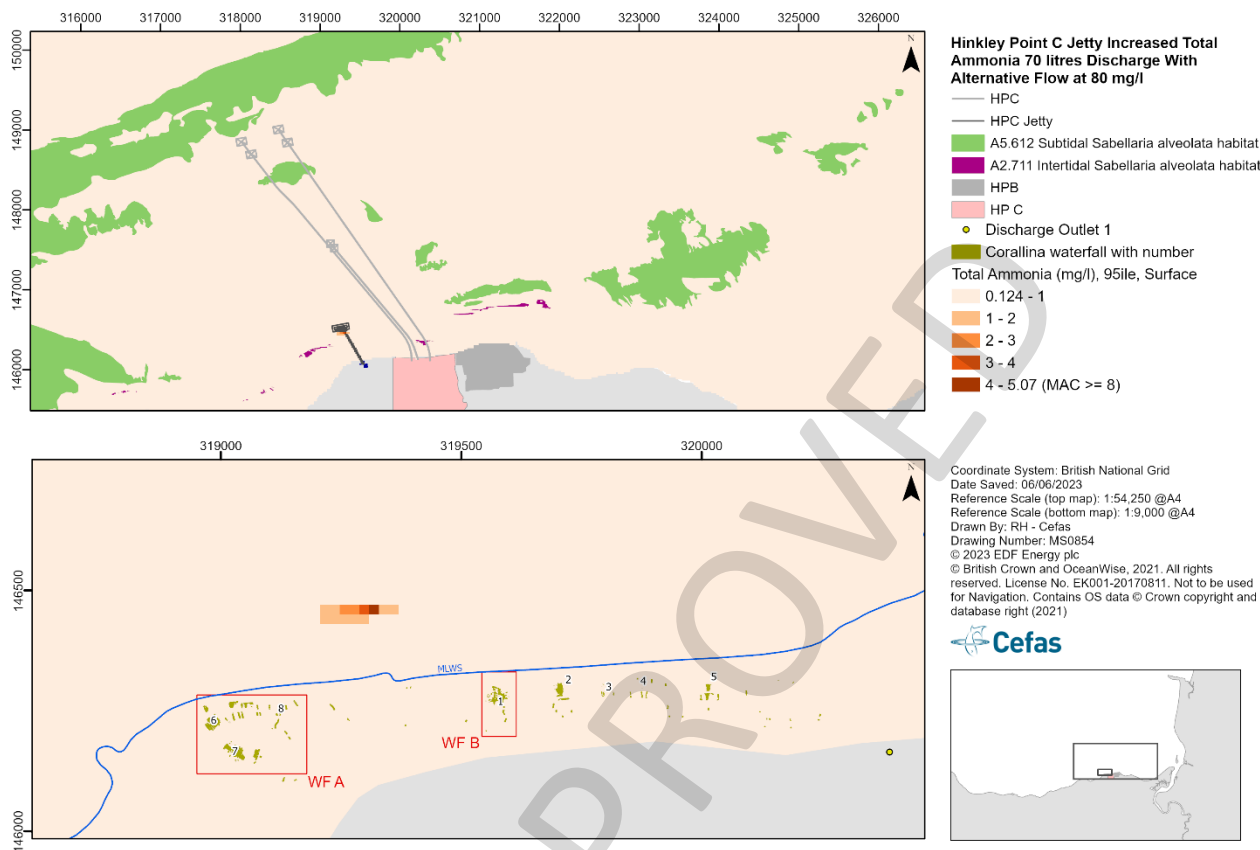 316000 317000 318000 319000 320000 321000 322000 323000 324000 325000 326000
150000
149000
148000
147000
146000
N
Hinkley Point C Jetty Increased Total
Ammonia 70 litres Discharge With
Alternative Flow at 80 mg/l
HPC
HPC Jetty
A5.612 Subtidal Sabellaria alveolata habitat
A2.711 Intertidal Sabellaria alveolata habitat
HPB
HP C
Discharge Outlet 1
Corallina waterfall with number
Total Ammonia (mg/l), 95ile, Surface
0.124 - 1
1 - 2
2 - 3
3 - 4
4 - 5.07 (MAC >= 8)
319000 319500 320000
146500
146000
N
MLWS
1
2
3
4
5
6
7
8
WF A
WF B
Coordinate System: British National Grid
Date Saved: 06/06/2023
Reference Scale (top map): 1:54,250 @A4
Reference Scale (bottom map): 1:9,000 @A4
Drawn By: RH - Cefas
Drawing Number: MS0854
© 2023 EDF Energy plc
© British Crown and OceanWise, 2021. All rights
reserved. License No. EK001-20170811. Not to be used
for Navigation. Contains OS data © Crown copyright and
database right (2021)
Cefas
PROVED